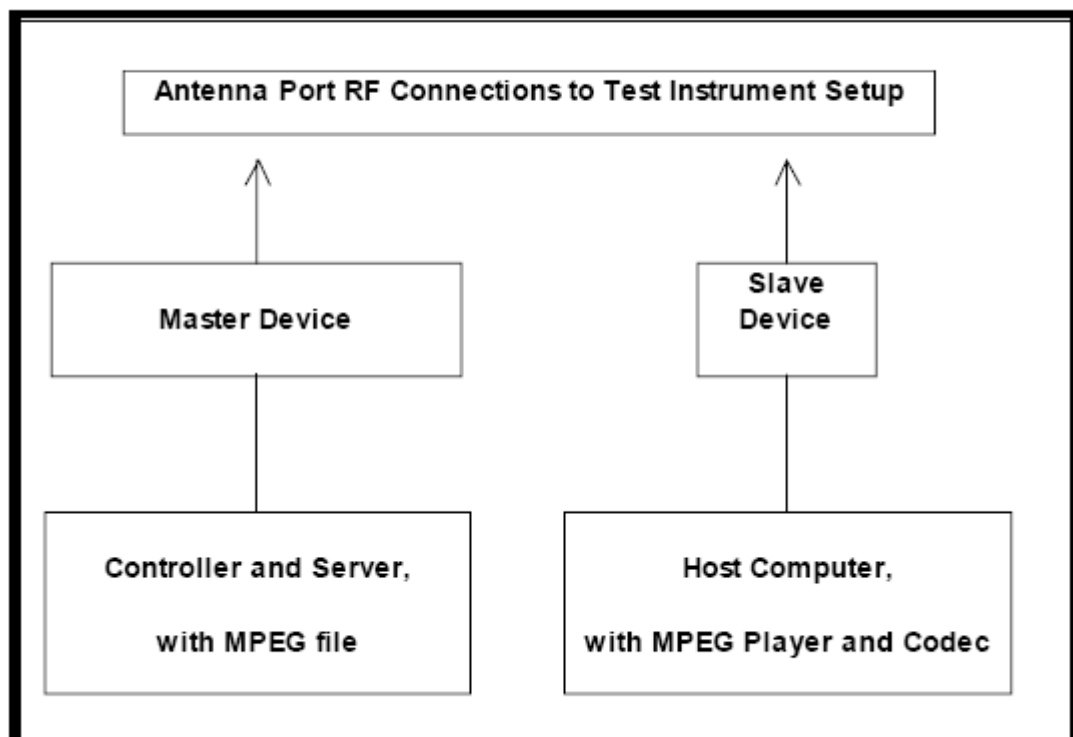 Antenna Port RF Connections to Test Instrument Setup
Master Device
Slave
Device
Controller and Server,
with MPEG file
Host Computer,
with MPEG Player and Codec